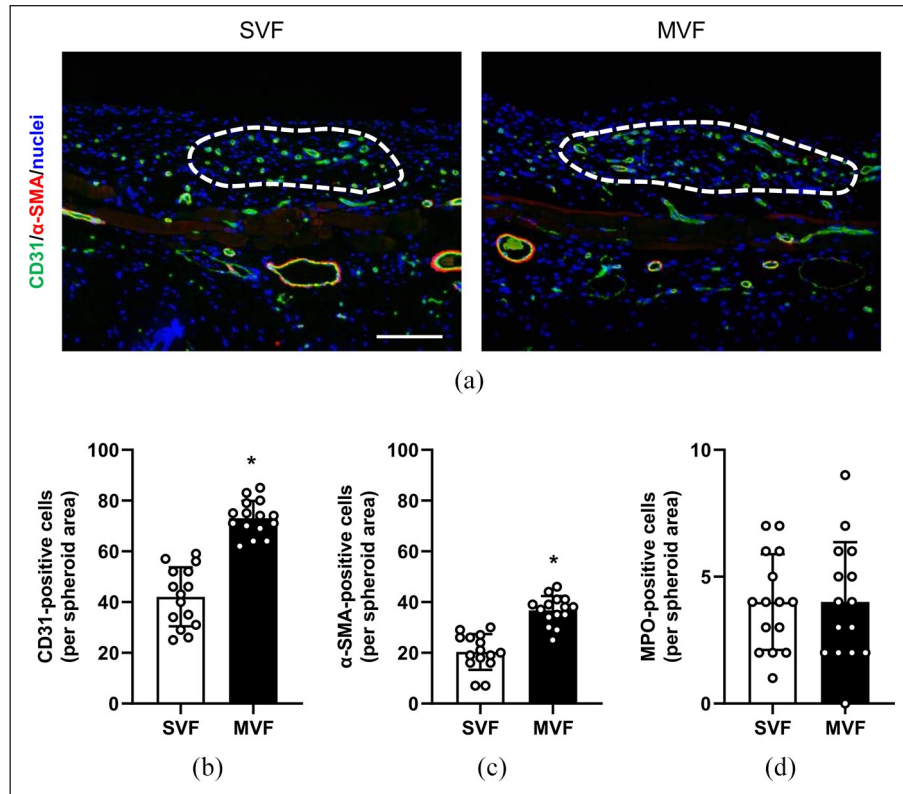 SVF
MVF
CD31/α-SMA/nuclei
(a)
CD31-positive cells
(per spheroid area)
100
80
60
40
20
0
SVF
MVF
*
(b)
α-SMA-positive cells
(per spheroid area)
100
80
60
40
20
0
SVF
MVF
*
(c)
MPO-positive cells
(per spheroid area)
10
5
0
SVF
MVF
(d)